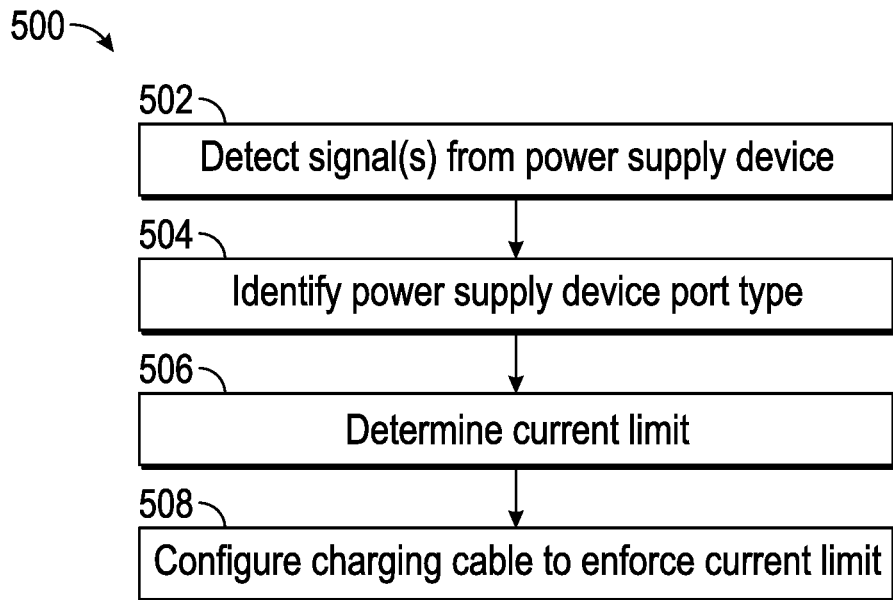 500
502
Detect signal(s) from power supply device
504
Identify power supply device port type
506
Determine current limit
508
Configure charging cable to enforce current limit